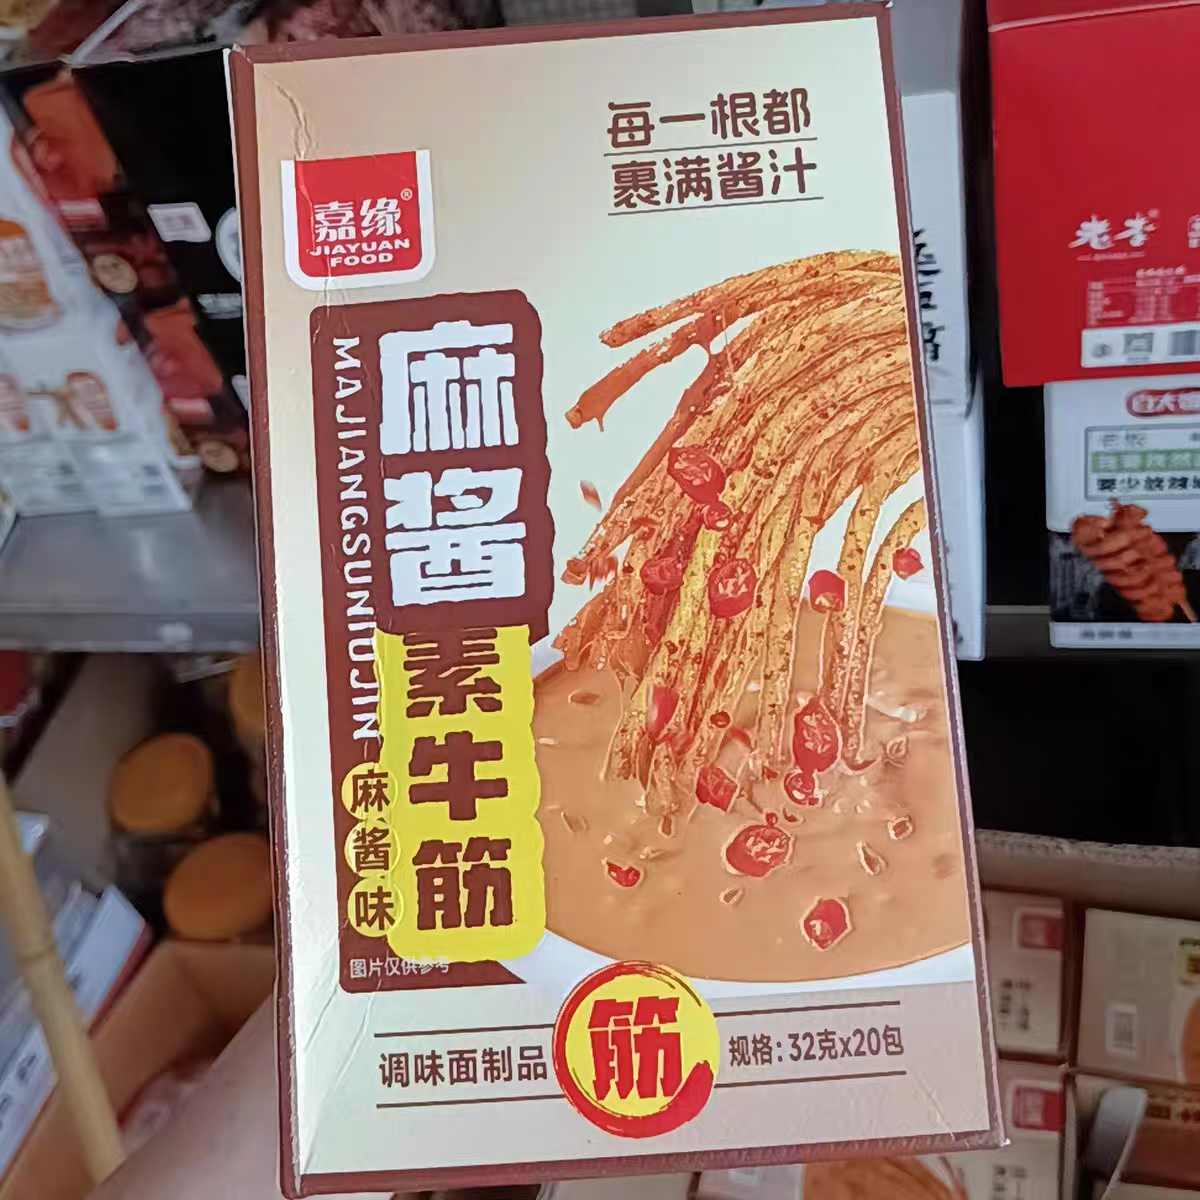 每一根都
裹满酱汁
嘉缘®
JIAYUAN
FOOD
麻酱
素牛筋
MAJIANGSUNIUJIN
麻酱味
图片仅供参考
调味面制品
筋
规格:32克x20包
老李